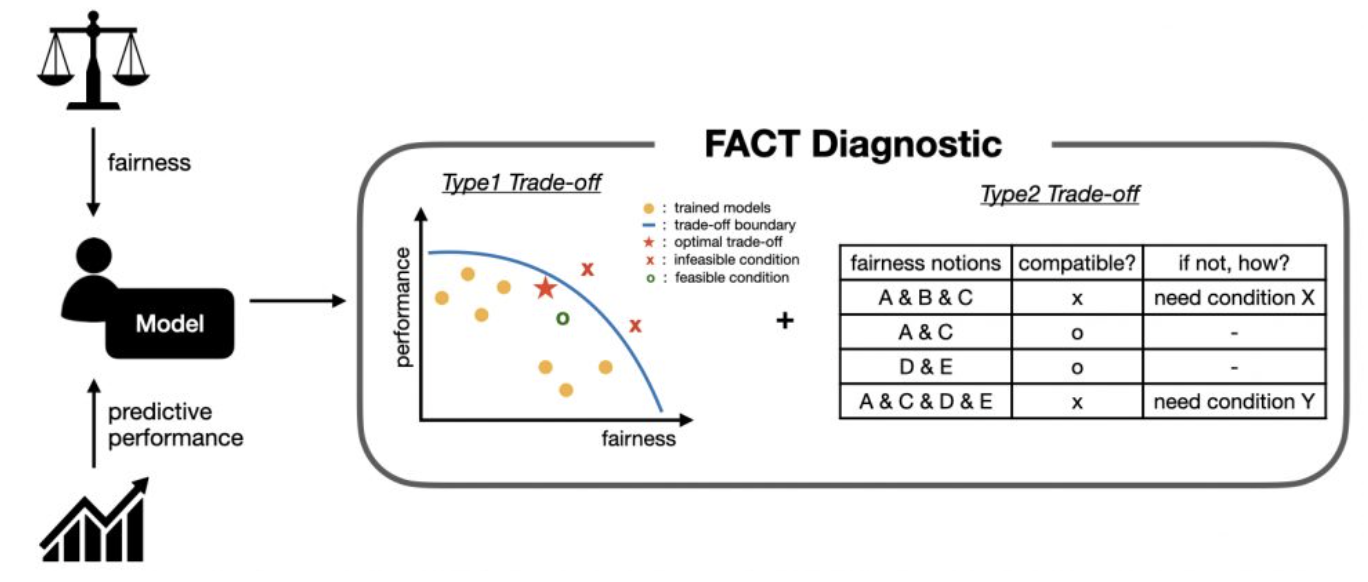 fairness
Model
predictive
performance
FACT Diagnostic
Type1 Trade-off
performance
fairness
: trained models
: trade-off boundary
: optimal trade-off
x : infeasible condition
o : feasible condition
x
x
o
+
Type2 Trade-off
fairness notions compatible? if not, how?
A & B & C x need condition X
A & C o -
D & E o -
A & C & D & E x need condition Y